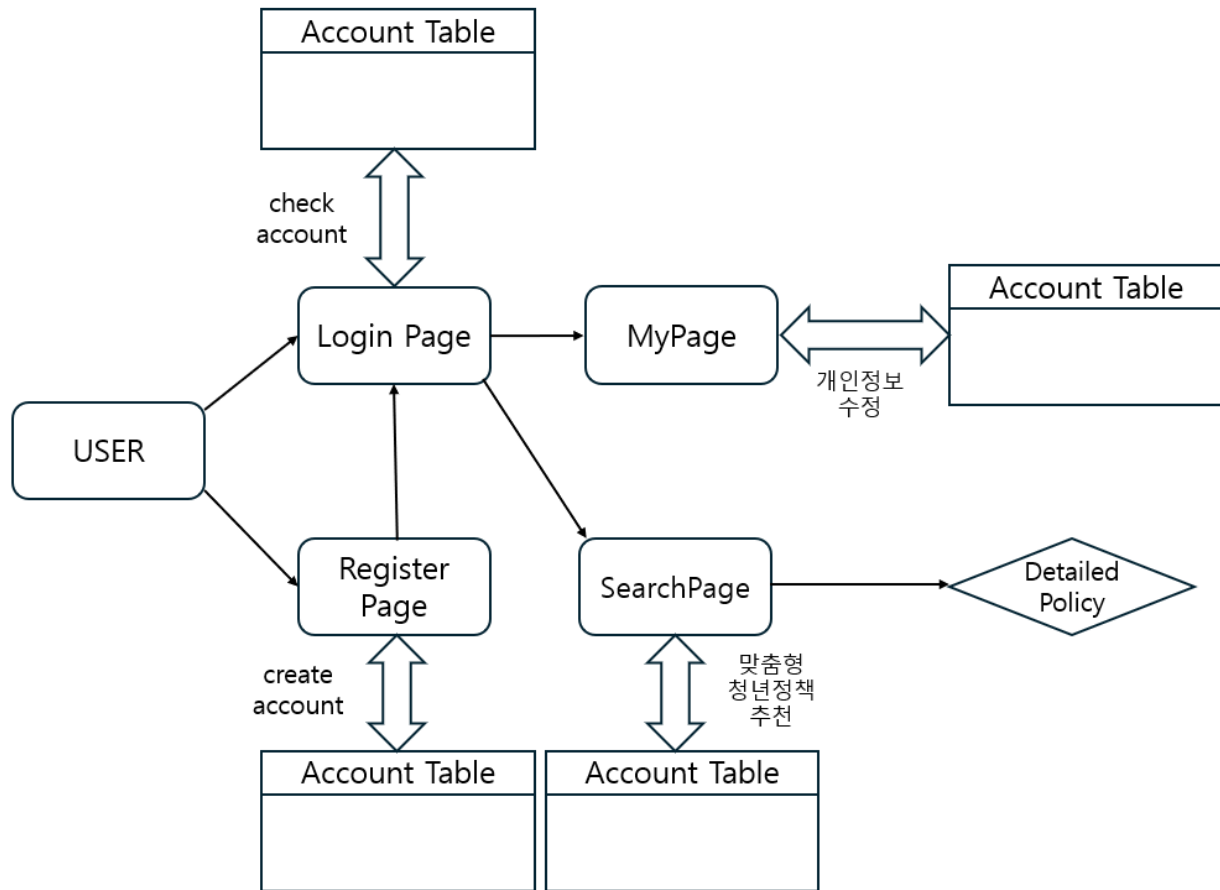 Account Table
check
account
Login Page
MyPage
Account Table
개인정보
수정
USER
Register
Page
SearchPage
Detailed
Policy
create
account
맞춤형
청년정책
추천
Account Table
Account Table